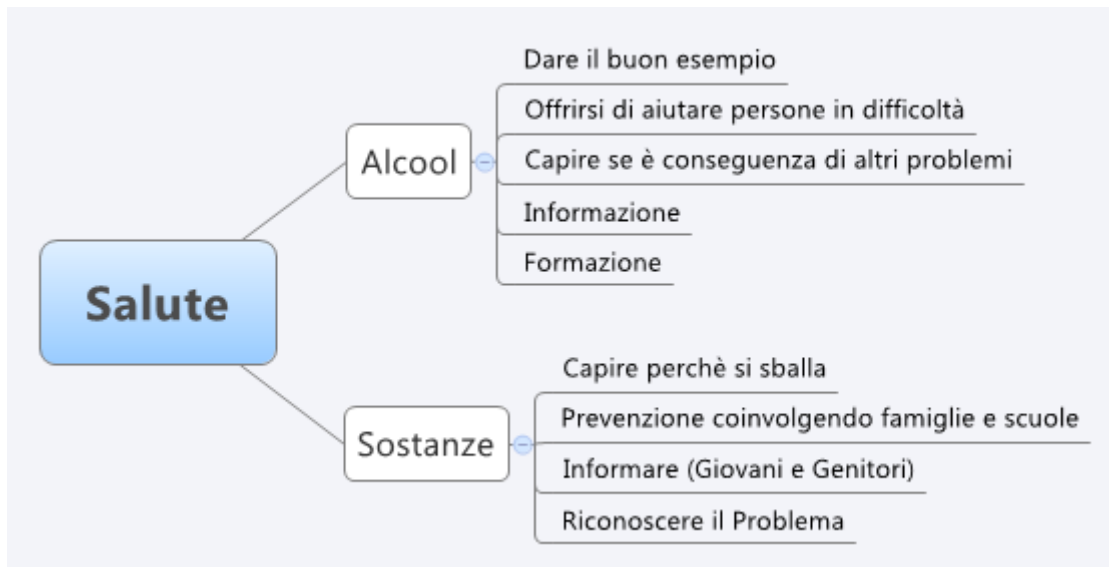 Salute
Alcool
Dare il buon esempio
Offrirsi di aiutare persone in difficoltà
Capire se è conseguenza di altri problemi
Informazione
Formazione
Sostanze
Capire perchè si sballa
Prevenzione coinvolgendo famiglie e scuole
Informare (Giovani e Genitori)
Riconoscere il Problema